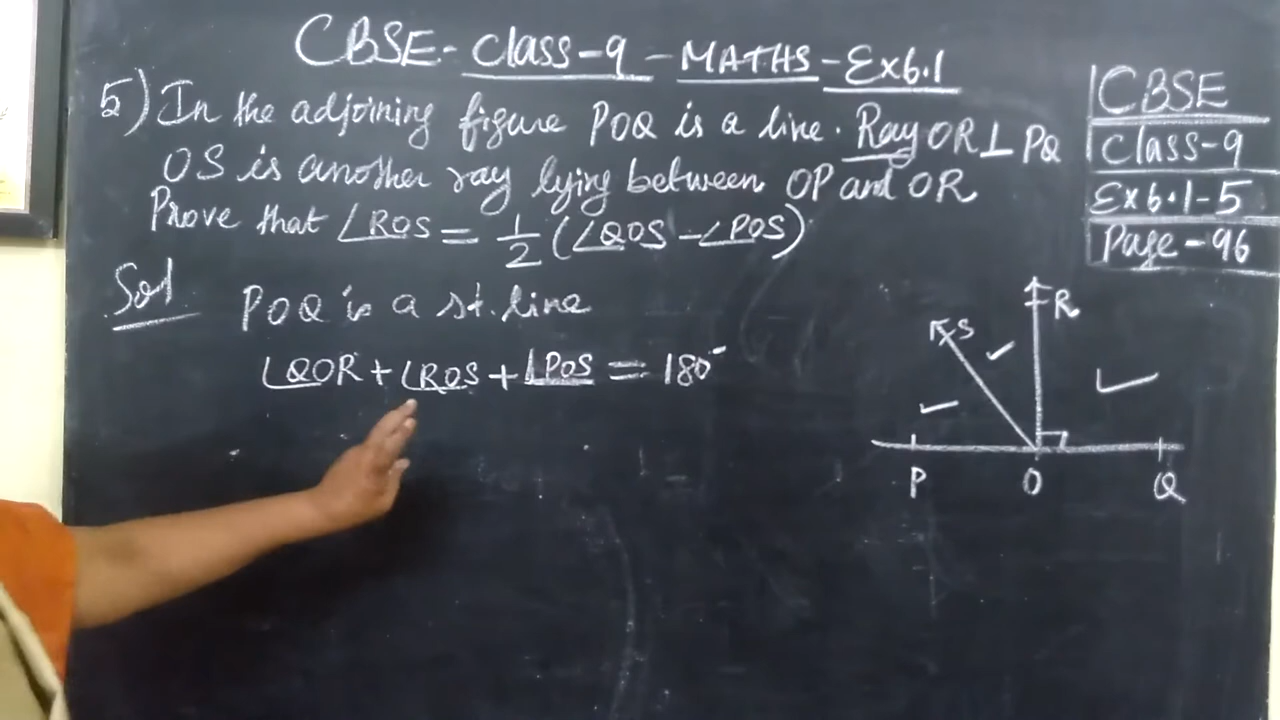 CBSE - Class - 9 - MATHS - Ex 6.1
5) In the adjoining figure POQ is a line. Ray OR ⊥ PQ
OS is another ray lying between OP and OR
Prove that ∠ROS = 1/2 (∠QOS - ∠POS)
Sol
POQ is a st. line
∠QOR + ∠ROS + ∠POS = 180°
CBSE
Class-9
Ex 6.1-5
Page-96
R
S
P O Q